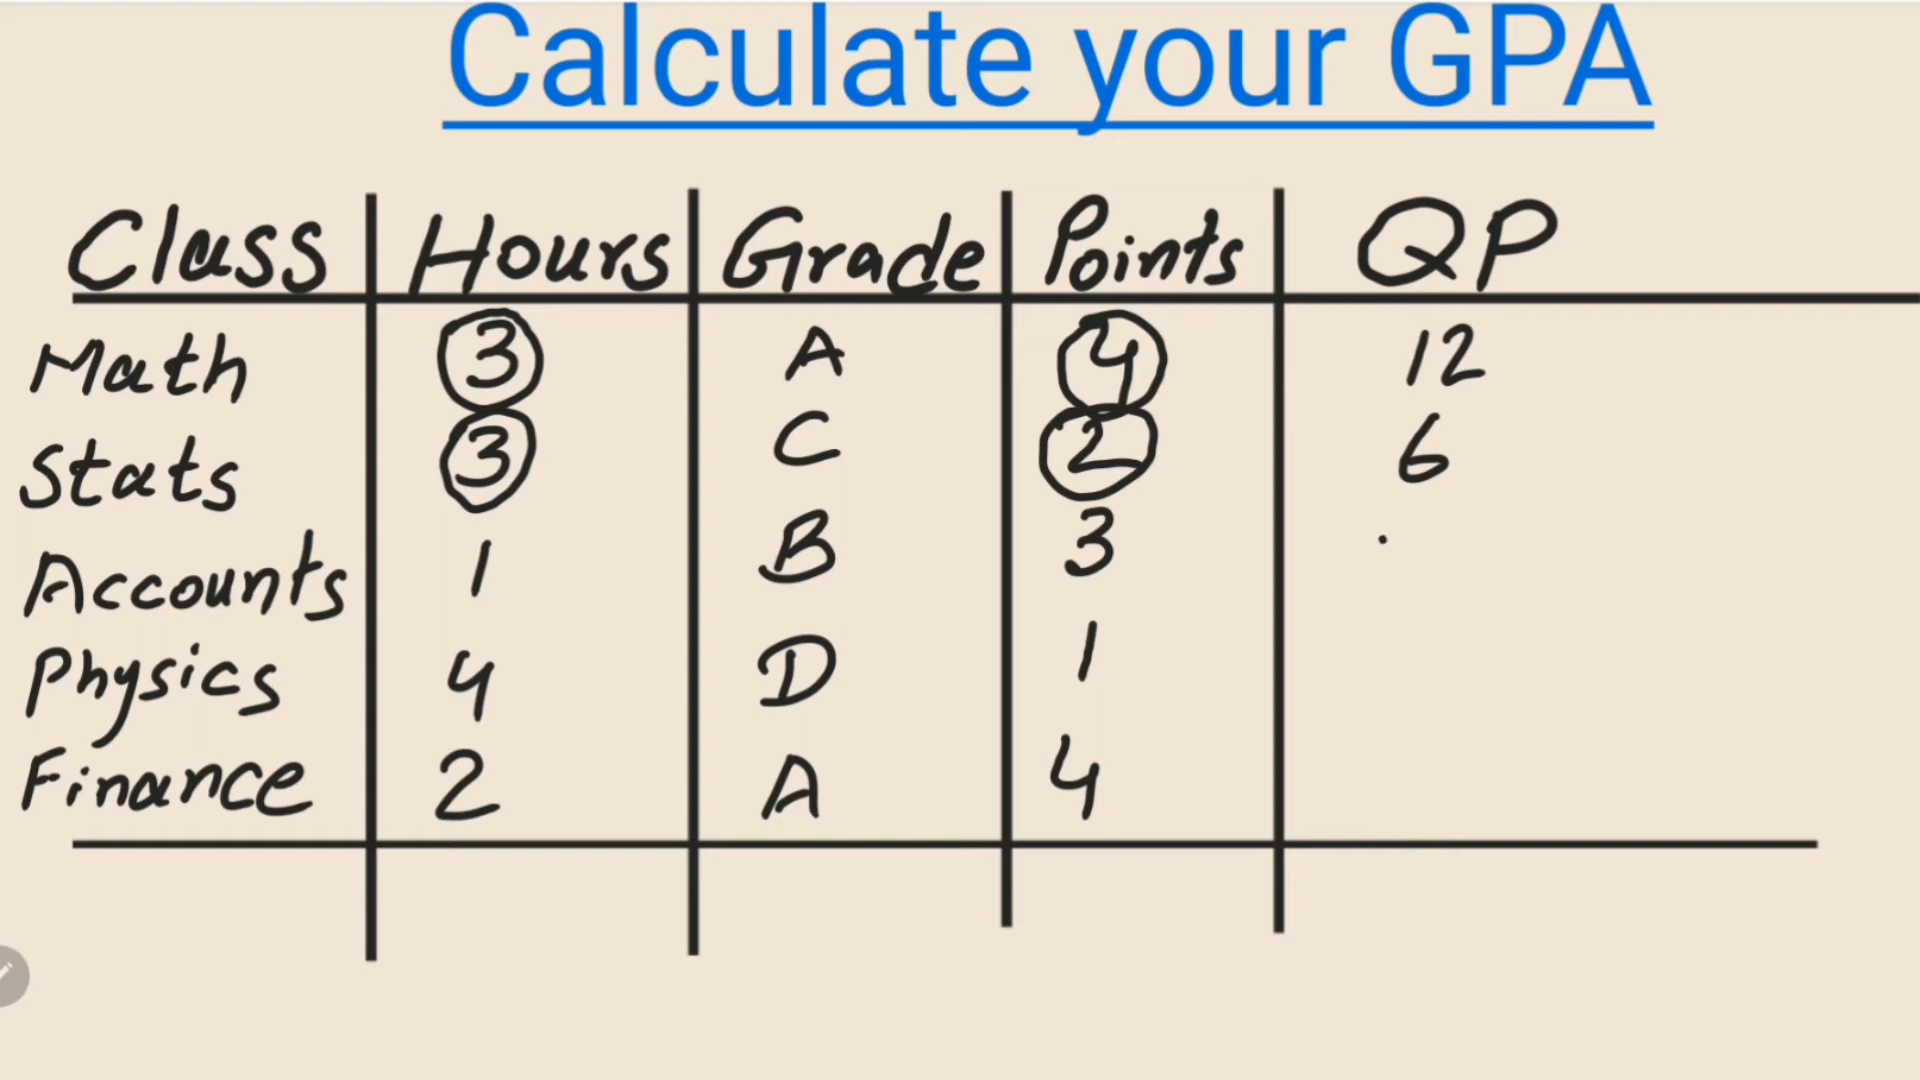 Calculate your GPA
Class Hours Grade Points QP
Math 3 A 4 12
Stats 3 C 2 6
Accounts 1 B 3
Physics 4 D 1
Finance 2 A 4